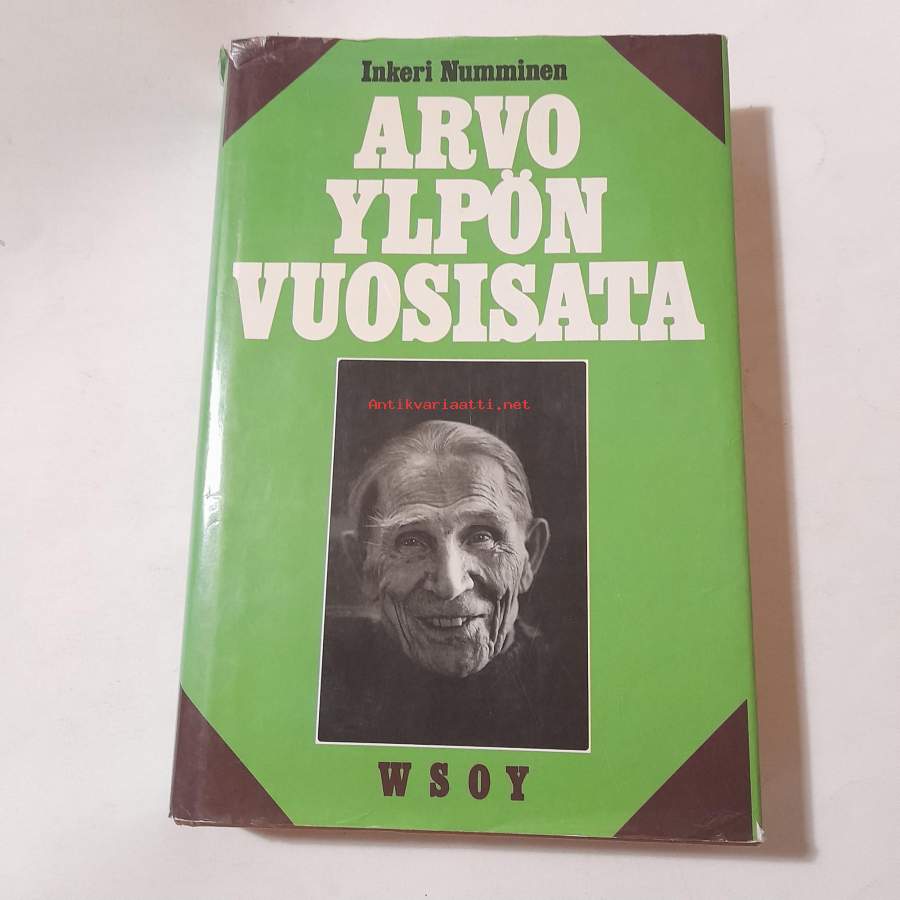 Inkeri Numminen
ARVO
YLPÖN
VUOSISATA
Antikvariaatti.net
WSOY